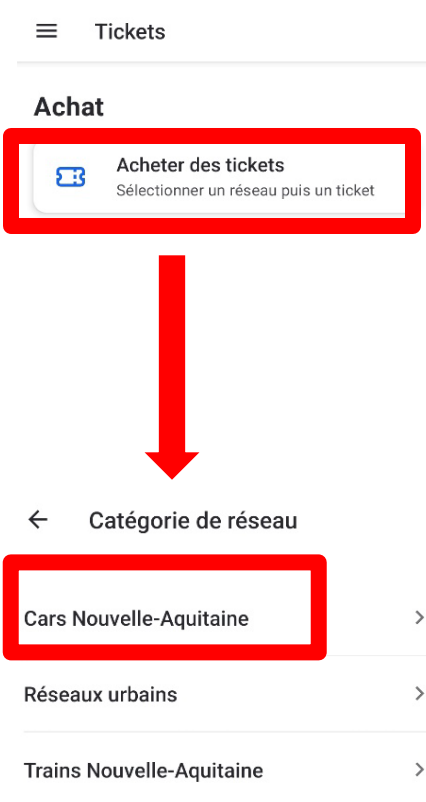 Tickets
Achat
Acheter des tickets
Sélectionner un réseau puis un ticket
Catégorie de réseau
Cars Nouvelle-Aquitaine
Réseaux urbains
Trains Nouvelle-Aquitaine